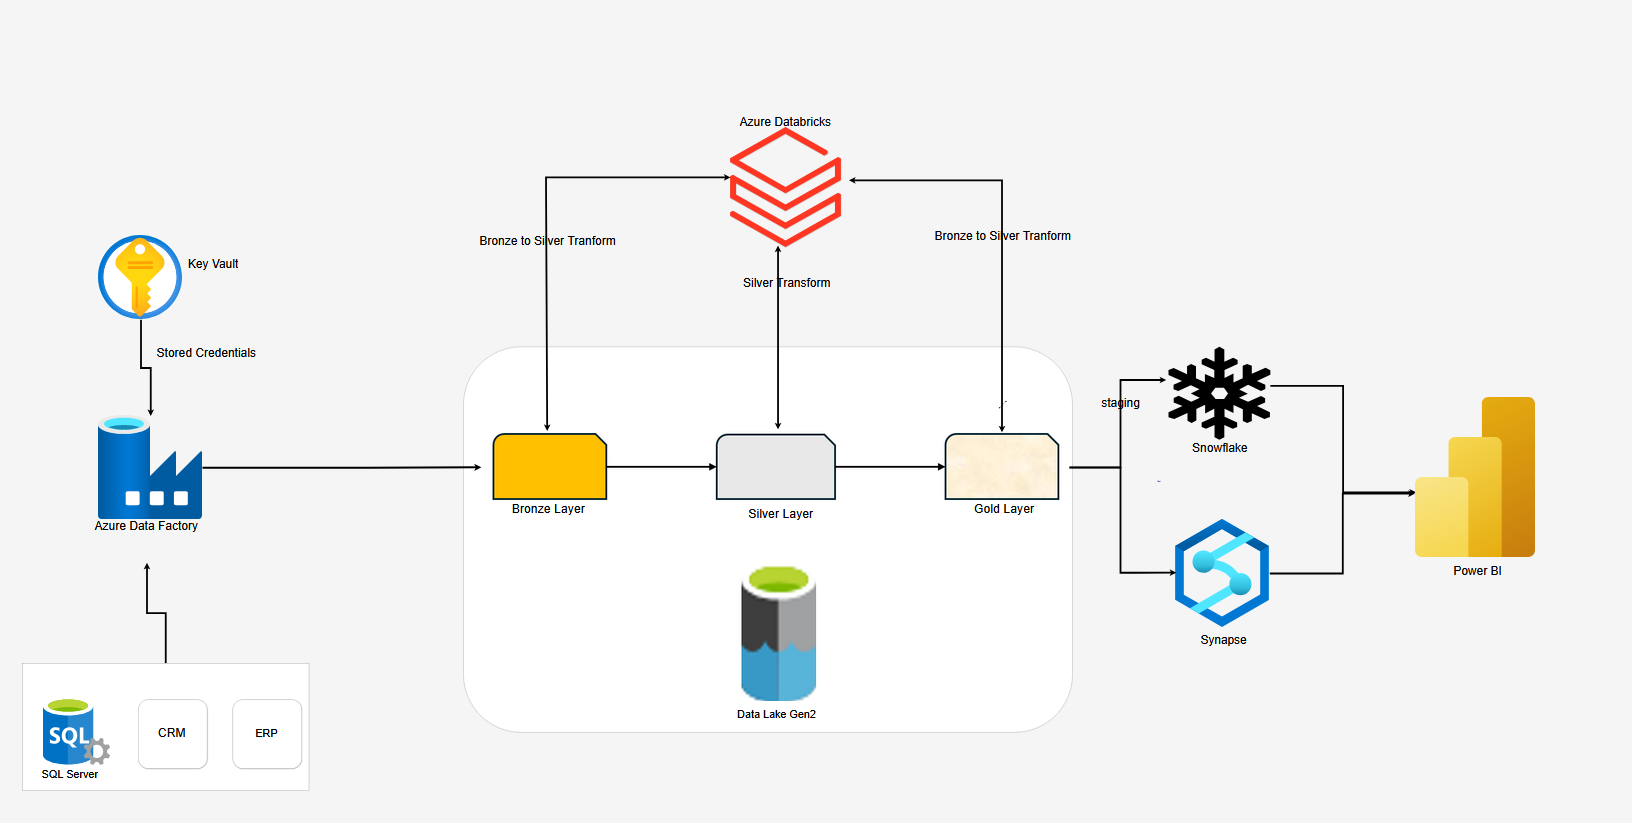 Azure Databricks
Bronze to Silver Tranform
Bronze to Silver Tranform
Key Vault
Silver Transform
Stored Credentials
staging
Snowflake
Bronze Layer
Silver Layer
Gold Layer
Azure Data Factory
Power BI
Synapse
Data Lake Gen2
SQL
CRM
ERP
SQL Server